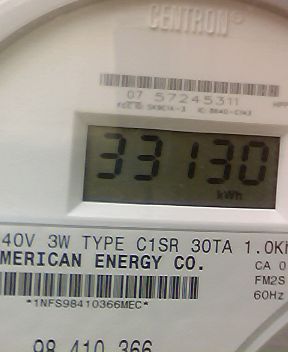 CENTRON®
07 57245311
33130
kWh
40V 3W TYPE C1SR 30TA 1.0K
MERICAN ENERGY CO.
CA 0
FM2S
60Hz
*1NFS98410366MEC*
98 410 366